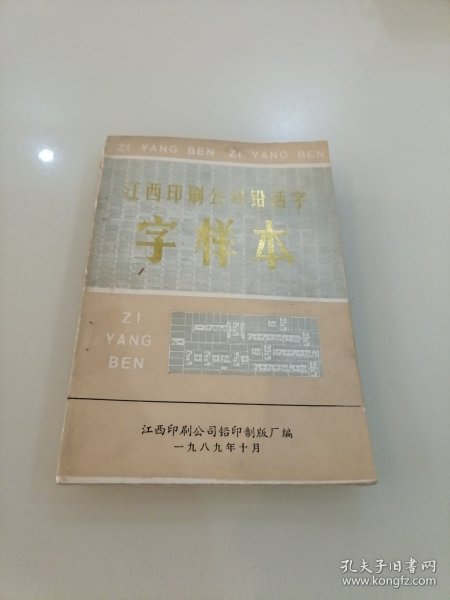 ZI YANG BEN ZI YANG BEN
江西印刷公司铅活字
字样本
ZI
YANG
BEN
江西印刷公司铅印制版厂编
一九八九年十月
孔夫子旧书网
www.kongfz.com